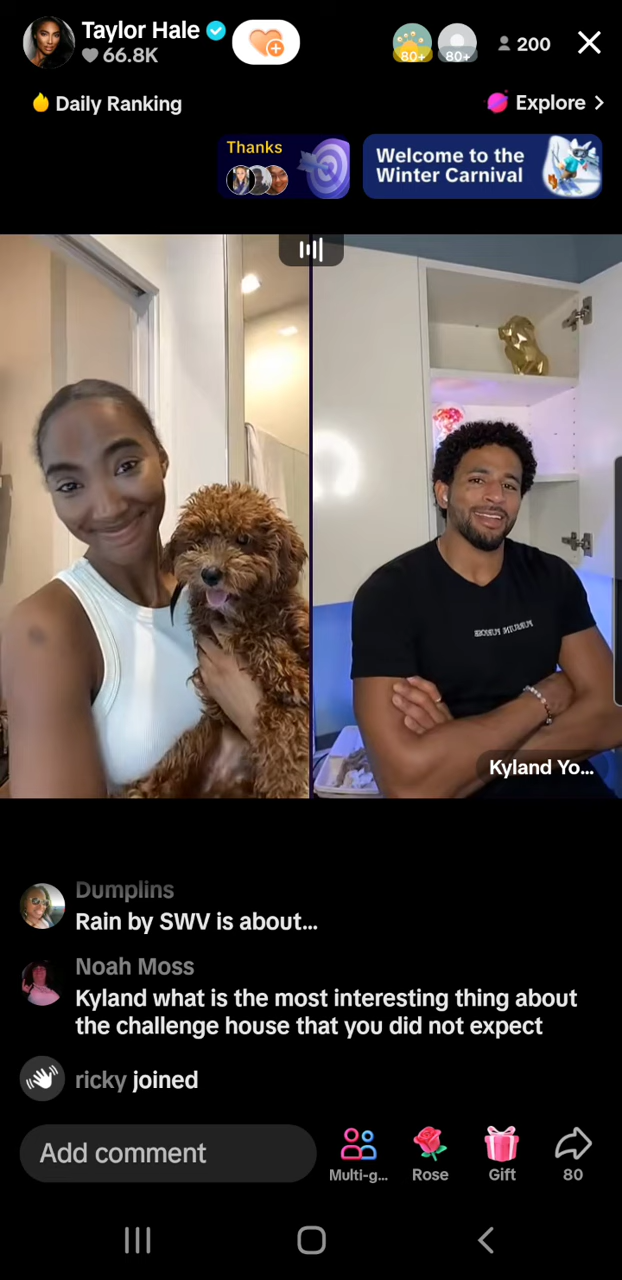 Taylor Hale
66.8K
80+
80+
200
Daily Ranking
Explore
Thanks
Welcome to the
Winter Carnival
Kyland Yo...
Dumplins
Rain by SWV is about...
Noah Moss
Kyland what is the most interesting thing about
the challenge house that you did not expect
ricky joined
Add comment
Multi-g...
Rose
Gift
80